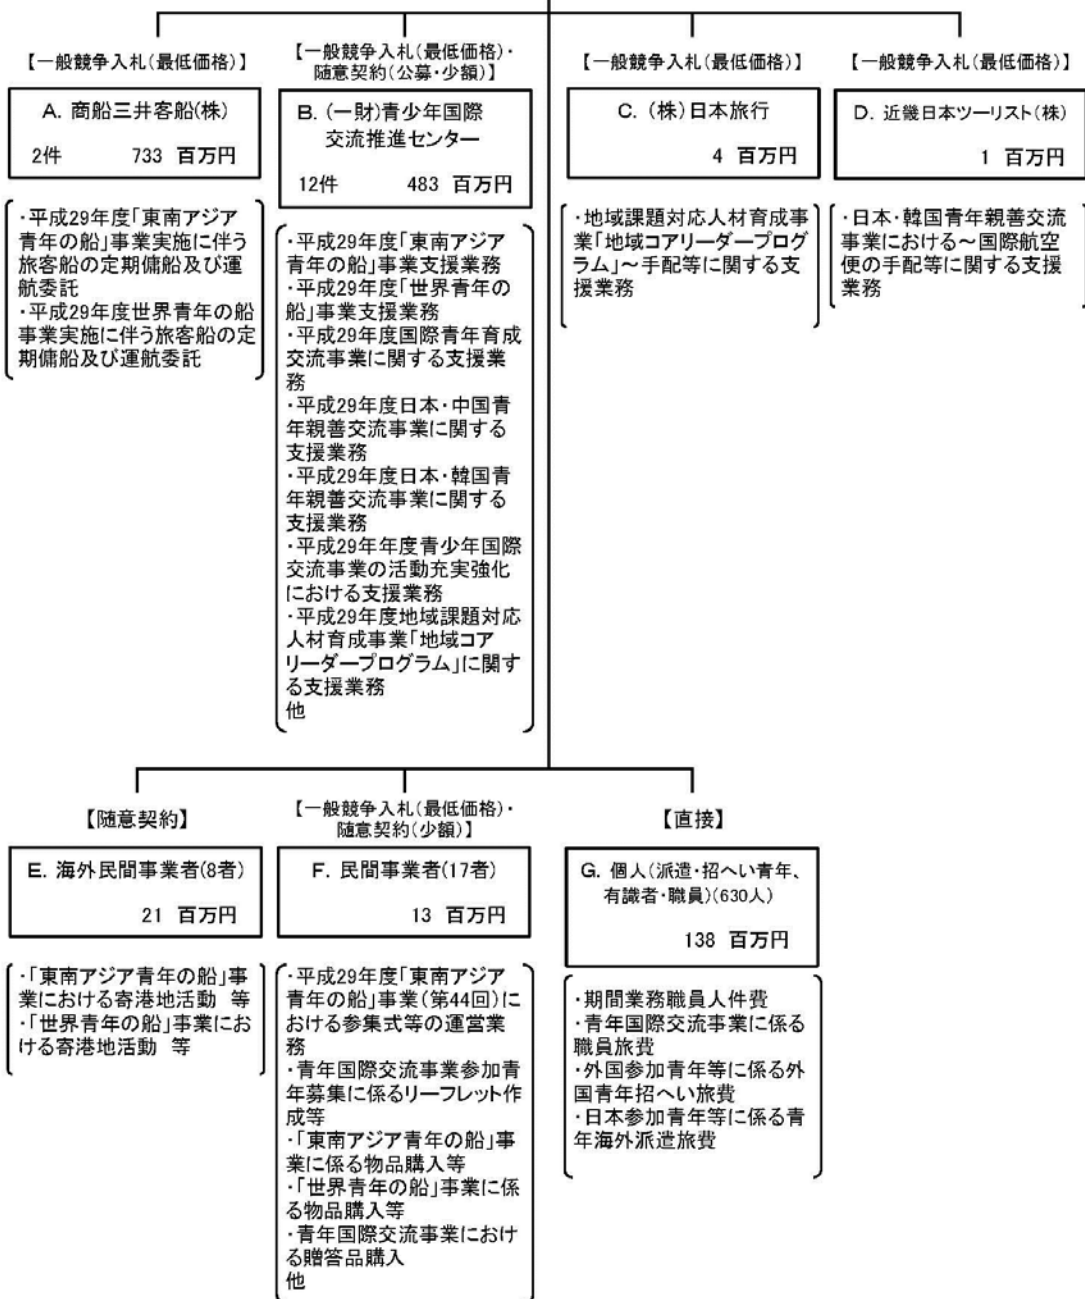 【一般競争入札(最低価格)】
A. 商船三井客船(株)
2件 733 百万円
・平成29年度「東南アジア
青年の船」事業実施に伴う
旅客船の定期傭船及び運
航委託
・平成29年度世界青年の船
事業実施に伴う旅客船の定
期傭船及び運航委託
【一般競争入札(最低価格)・
随意契約(公募・少額)】
B. (一財)青少年国際
交流推進センター
12件 483 百万円
・平成29年度「東南アジア
青年の船」事業支援業務
・平成29年度「世界青年の
船」事業支援業務
・平成29年度国際青年育成
交流事業に関する支援業
務
・平成29年度日本・中国青
年親善交流事業に関する
支援業務
・平成29年度日本・韓国青
年親善交流事業に関する
支援業務
・平成29年年度青少年国際
交流事業の活動充実強化
における支援業務
・平成29年度地域課題対応
人材育成事業「地域コア
リーダープログラム」に関す
る支援業務
他
【一般競争入札(最低価格)】
C. (株)日本旅行
4 百万円
・地域課題対応人材育成事
業「地域コアリーダープログ
ラム」~手配等に関する支
援業務
【一般競争入札(最低価格)】
D. 近畿日本ツーリスト(株)
1 百万円
・日本・韓国青年親善交流
事業における~国際航空
便の手配等に関する支援
業務
【随意契約】
E. 海外民間事業者(8者)
21 百万円
・「東南アジア青年の船」事
業における寄港地活動 等
・「世界青年の船」事業にお
ける寄港地活動 等
【一般競争入札(最低価格)・
随意契約(少額)】
F. 民間事業者(17者)
13 百万円
・平成29年度「東南アジア
青年の船」事業(第44回)に
おける参集式等の運営業
務
・青年国際交流事業参加青
年募集に係るリーフレット作
成等
・「東南アジア青年の船」事
業に係る物品購入等
・「世界青年の船」事業に係
る物品購入等
・青年国際交流事業におけ
る贈答品購入
他
【直接】
G. 個人(派遣・招へい青年、
有識者・職員)(630人)
138 百万円
・期間業務職員人件費
・青年国際交流事業に係る
職員旅費
・外国参加青年等に係る外
国青年招へい旅費
・日本参加青年等に係る青
年海外派遣旅費